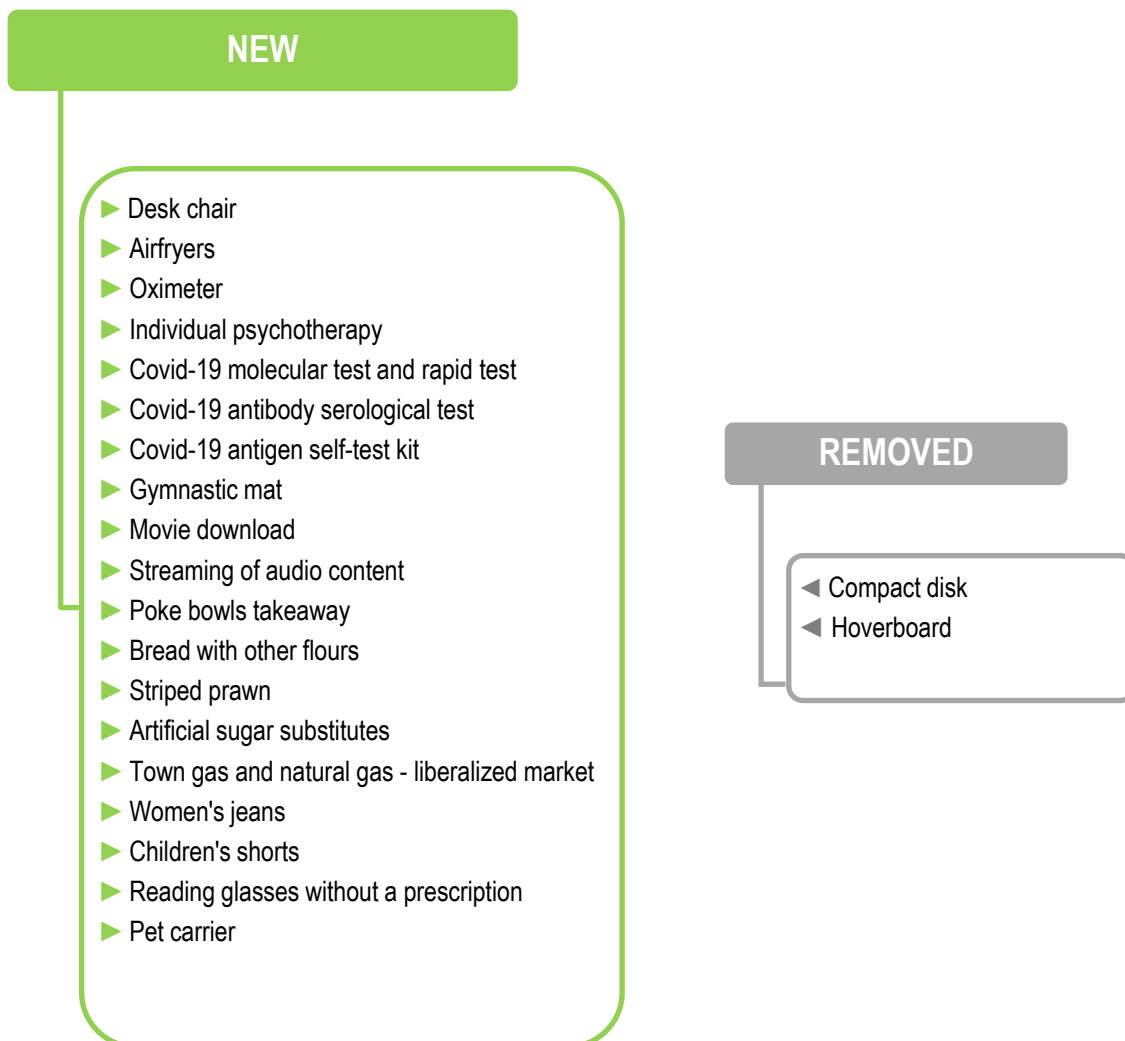 NEW
► Desk chair
► Airfryers
► Oximeter
► Individual psychotherapy
► Covid-19 molecular test and rapid test
► Covid-19 antibody serological test
► Covid-19 antigen self-test kit
► Gymnastic mat
► Movie download
► Streaming of audio content
► Poke bowls takeaway
► Bread with other flours
► Striped prawn
► Artificial sugar substitutes
► Town gas and natural gas - liberalized market
► Women's jeans
► Children's shorts
► Reading glasses without a prescription
► Pet carrier
REMOVED
◄ Compact disk
◄ Hoverboard